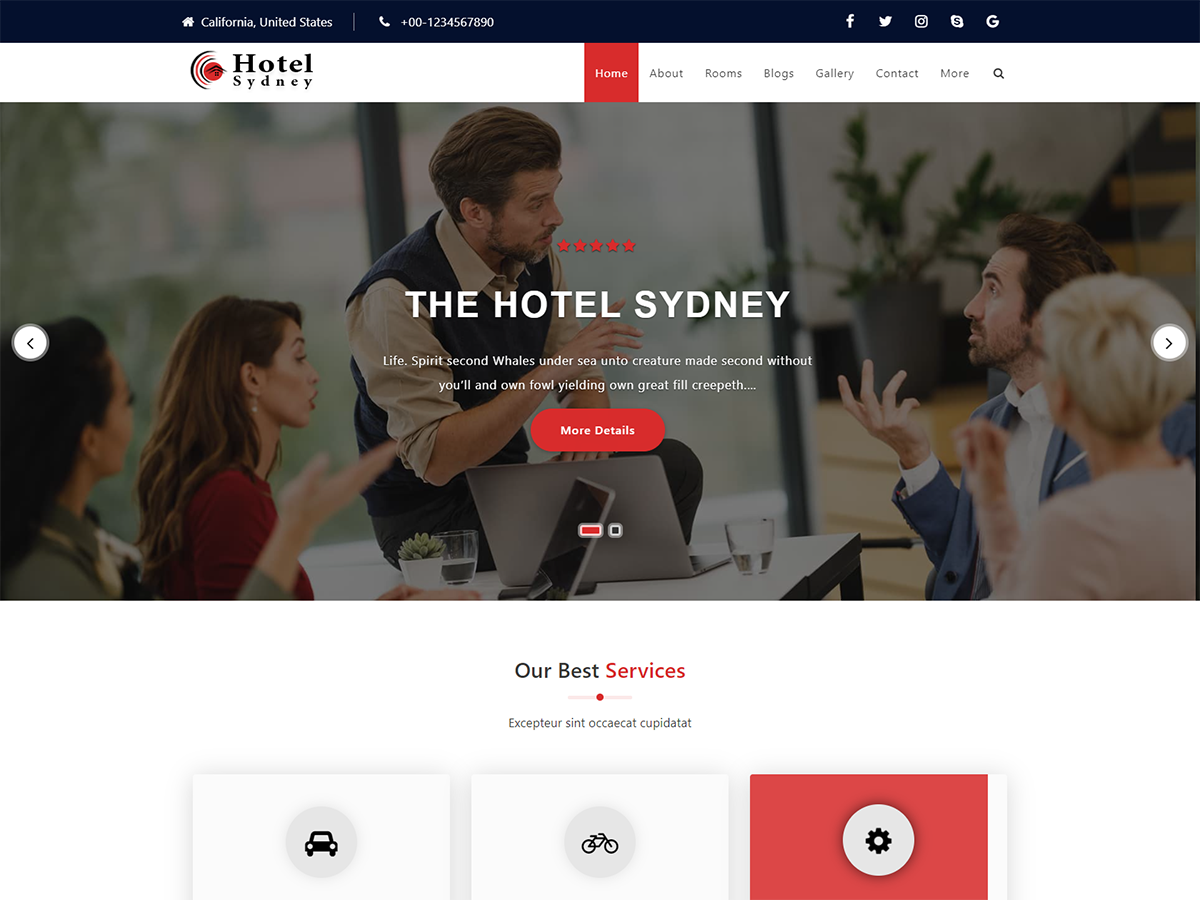 California, United States
+00-1234567890
Hotel
Sydney
Home
About
Rooms
Blogs
Gallery
Contact
More
THE HOTEL SYDNEY
Life. Spirit second Whales under sea unto creature made second without
you’ll and own fowl yielding own great fill creepeth....
More Details
Our Best Services
Excepteur sint occaecat cupidatat